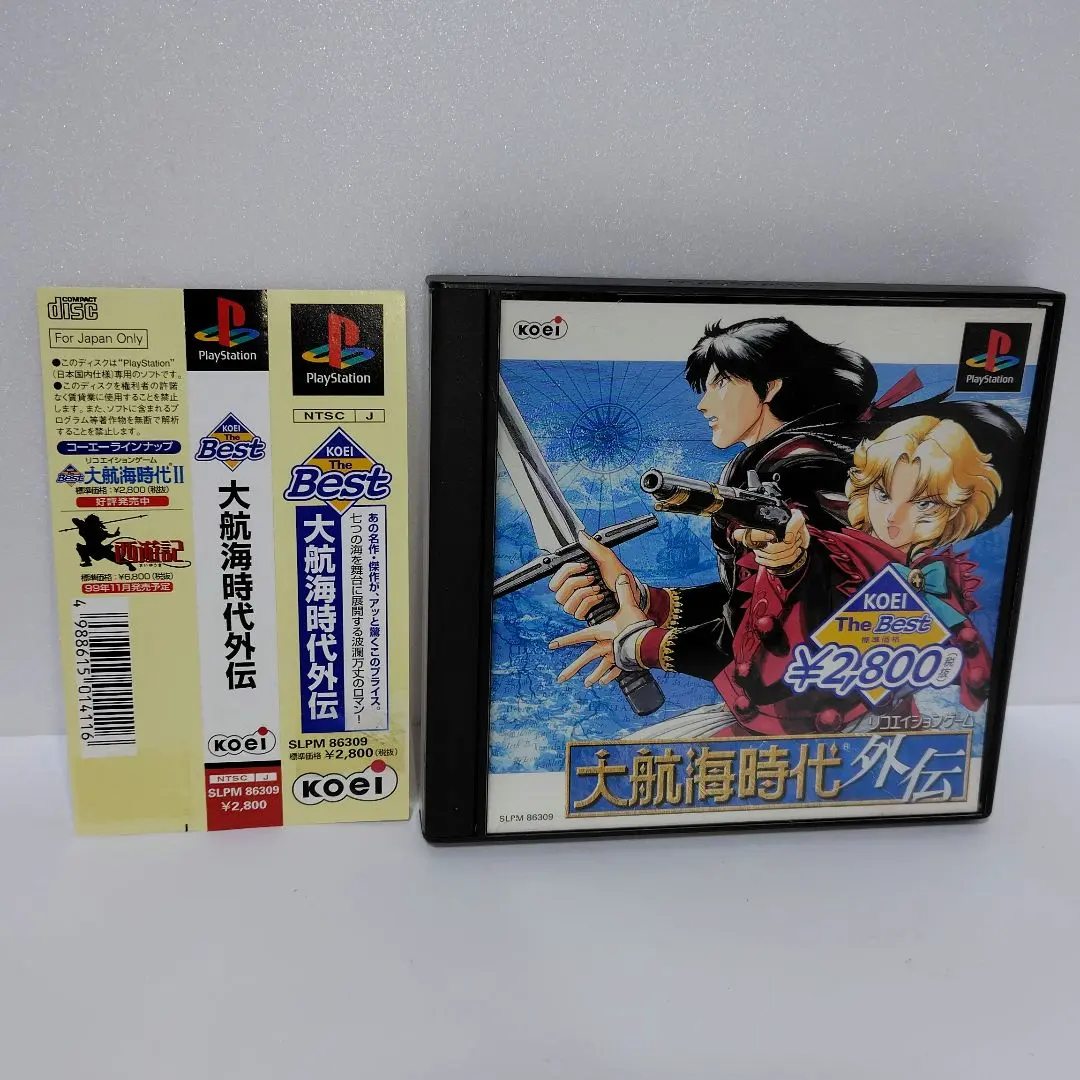 COMPACT
disc
For Japan Only
●このディスクは"PlayStation"
(日本国内仕様)専用のソフトです。
●このディスクを権利者の許諾
なく賃貸業に使用することを禁止
します。また、ソフトに含まれるプ
ログラム等著作物を無断で解析
することを禁止します。
コーエーラインナップ
リコエイションゲーム
Best
大航海時代II
標準価格:¥2,800(税抜)
好評発売中
西遊記
さいゆうき
標準価格:¥6,800(税抜)
99年11月発売予定
4 988615 014116
PlayStation
KOEI
The
Best
大航海時代外伝
KOEI
NTSC J
SLPM 86309
¥2,800
PlayStation
NTSC J
KOEI
The
Best
あの名作・傑作が、アッと驚くこのプライス。
七つの海を舞台に展開する波瀾万丈のロマン!
大航海時代外伝
SLPM 86309
標準価格 ¥2,800(税抜)
KOEI
KOEI
PlayStation
KOEI
The Best
標準価格
¥2,800(税抜)
リコエイションゲーム
大航海時代®外伝
SLPM 86309